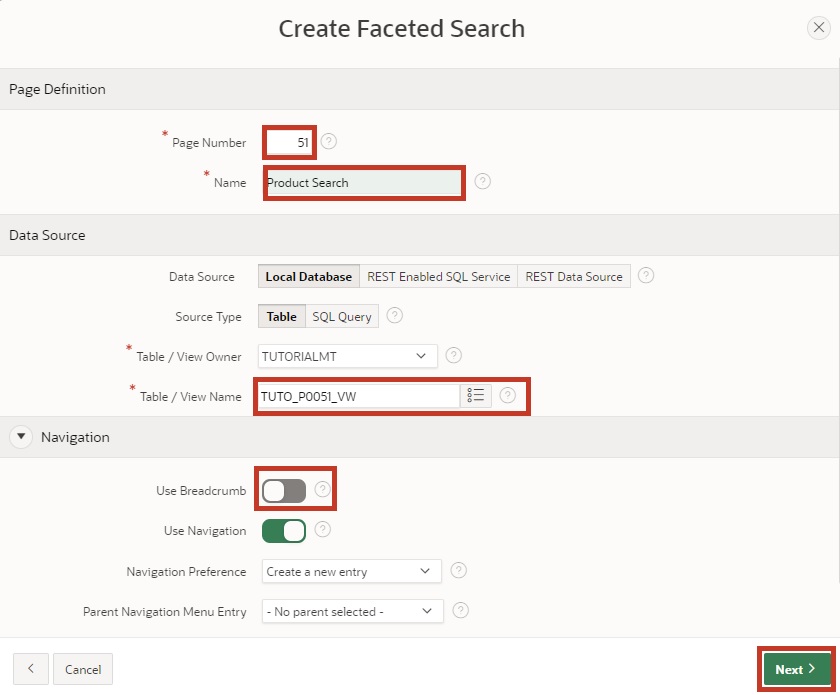 Create Faceted Search
Page Definition
* Page Number 51 ?
* Name Product Search ?
Data Source
Data Source Local Database REST Enabled SQL Service REST Data Source ?
Source Type Table SQL Query ?
* Table / View Owner TUTORIALMT ?
* Table / View Name TUTO_P0051_VW ?
Navigation
Use Breadcrumb ?
Use Navigation ?
Navigation Preference Create a new entry ?
Parent Navigation Menu Entry - No parent selected - ?
Cancel Next